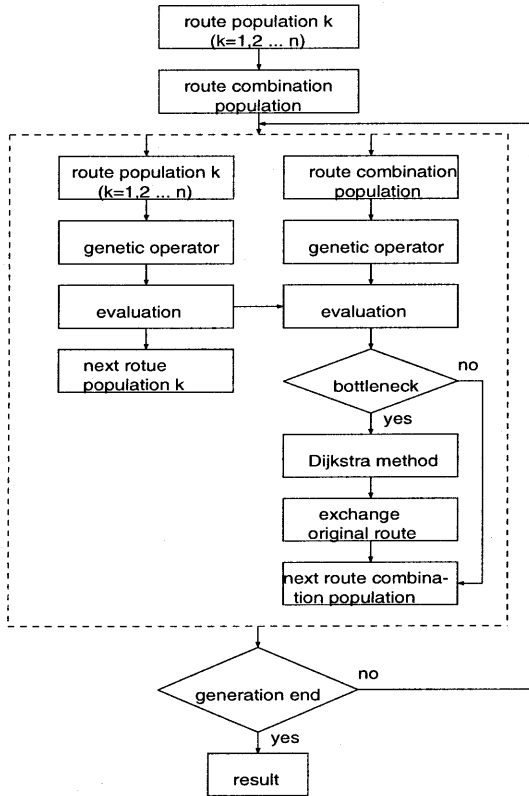 route population k
(k=1,2 ... n)
route combination
population
route population k
(k=1,2 ... n)
genetic operator
evaluation
next rotue
population k
route combination
population
genetic operator
evaluation
bottleneck
no
yes
Dijkstra method
exchange
original route
next route combina-
tion population
generation end
no
yes
result